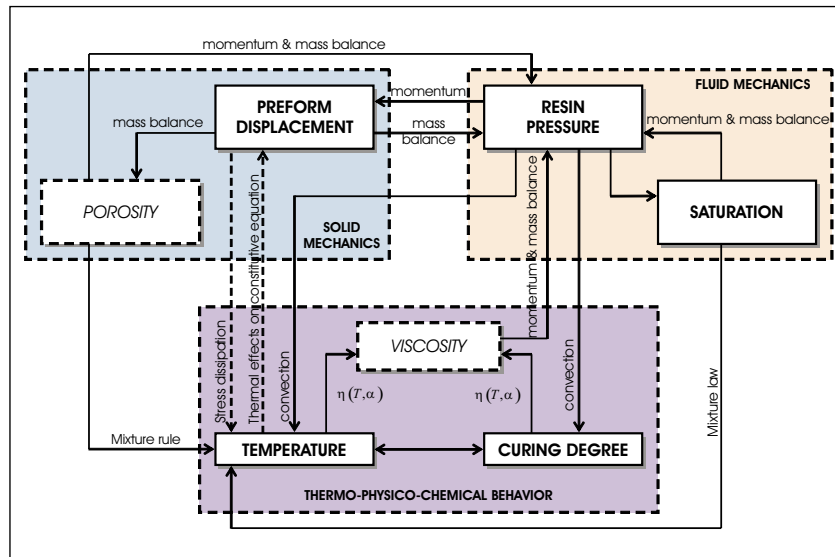 momentum & mass balance
PREFORM
DISPLACEMENT
momentum
RESIN
PRESSURE
FLUID MECHANICS
momentum & mass balance
mass balance
mass
balance
POROSITY
SOLID
MECHANICS
SATURATION
Stress dissipation
Thermal effects on constitutive equation
convection
momentum & mass balance
convection
Mixture law
VISCOSITY
η(T,α)
η(T,α)
Mixture rule
TEMPERATURE
CURING DEGREE
THERMO-PHYSICO-CHEMICAL BEHAVIOR